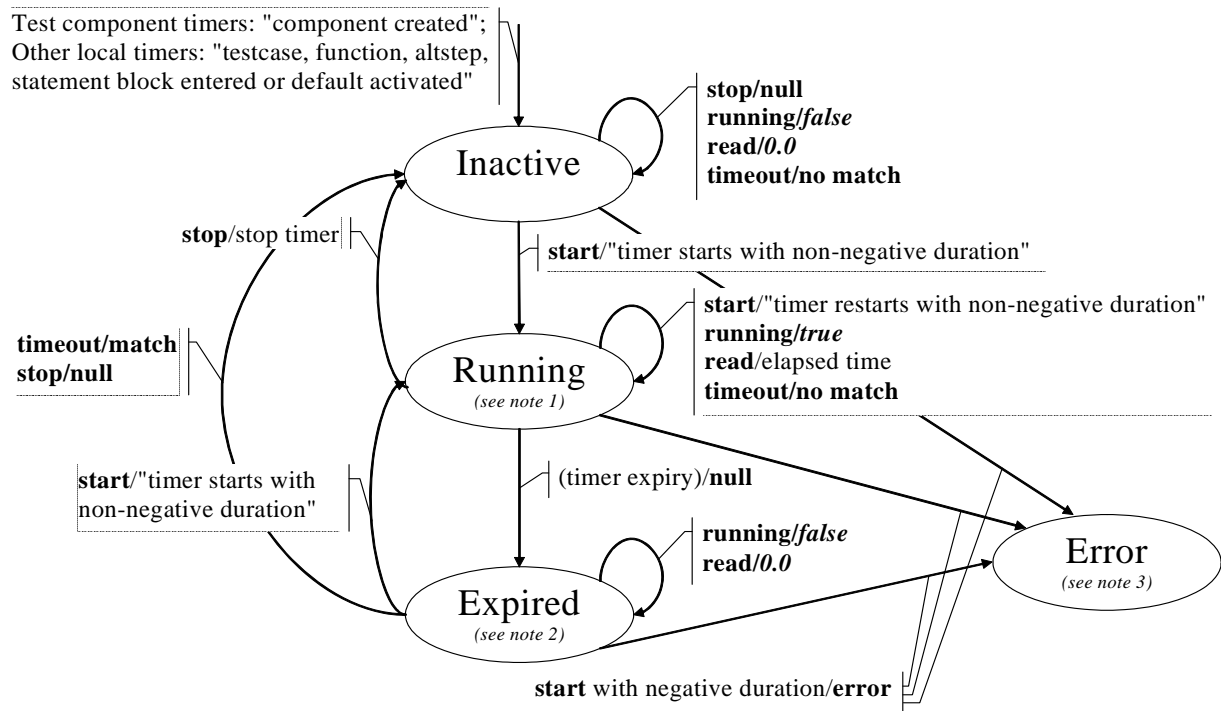 Test component timers: "component created";
Other local timers: "testcase, function, altstep,
statement block entered or default activated"
stop/null
running/false
read/0.0
timeout/no match
Inactive
stop/stop timer
start/"timer starts with non-negative duration"
start/"timer restarts with non-negative duration"
running/true
read/elapsed time
timeout/no match
timeout/match
stop/null
Running
(see note 1)
start/"timer starts with
non-negative duration"
(timer expiry)/null
running/false
read/0.0
Error
(see note 3)
Expired
(see note 2)
start with negative duration/error